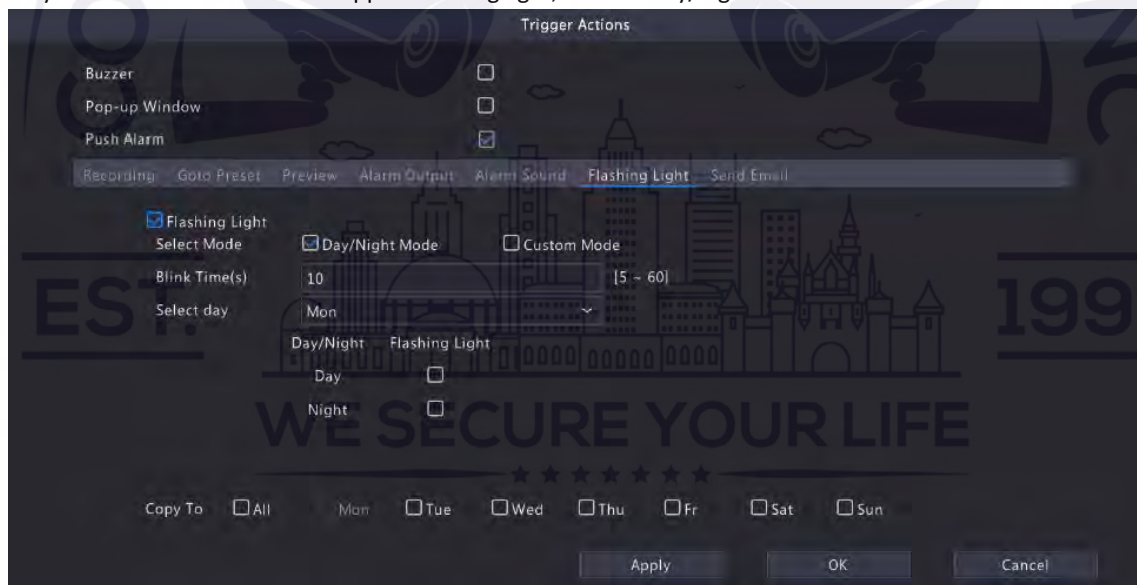 Trigger Actions
Buzzer
Pop-up Window
Push Alarm
Recording Goto Preset Preview Alarm Output Alarm Sound Flashing Light Send Email
Flashing Light
Select Mode Day/Night Mode Custom Mode
Blink Time(s) 10 [5 ~ 60]
Select day Mon
EST. 199
Day/Night Flashing Light
Day
Night
WE SECURE YOUR LIFE
Copy To All Mon Tue Wed Thu Fr Sat Sun
Apply OK Cancel